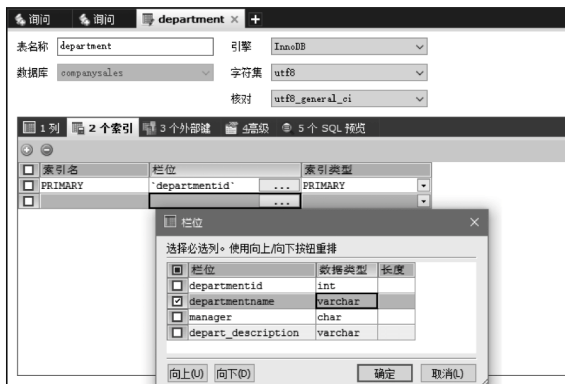 询问 询问 department × +
表名称 department 引擎 InnoDB
数据库 companysales 字符集 utf8
核对 utf8_general_ci
1列 2个索引 3个外部键 4高级 5个SQL预览
索引名 栏位 索引类型
PRIMARY `departmentid` ... PRIMARY
...
栏位 ×
选择必选列。使用向上/向下按钮重排
栏位 数据类型 长度
departmentid int
departmentname varchar
manager char
depart_description varchar
向上(U) 向下(D) 确定 取消(L)